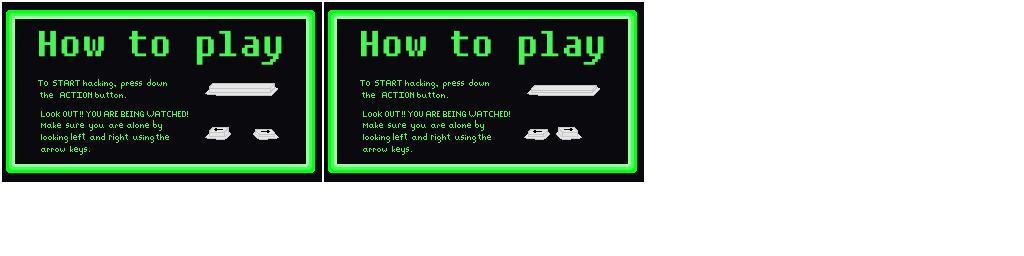 How to play
To START hacking, press down
the ACTION button.
Look OUT!! YOU ARE BEING WATCHED!
Make sure you are alone by
looking left and right using the
arrow keys.
How to play
To START hacking, press down
the ACTION button.
Look OUT!! YOU ARE BEING WATCHED!
Make sure you are alone by
looking left and right using the
arrow keys.